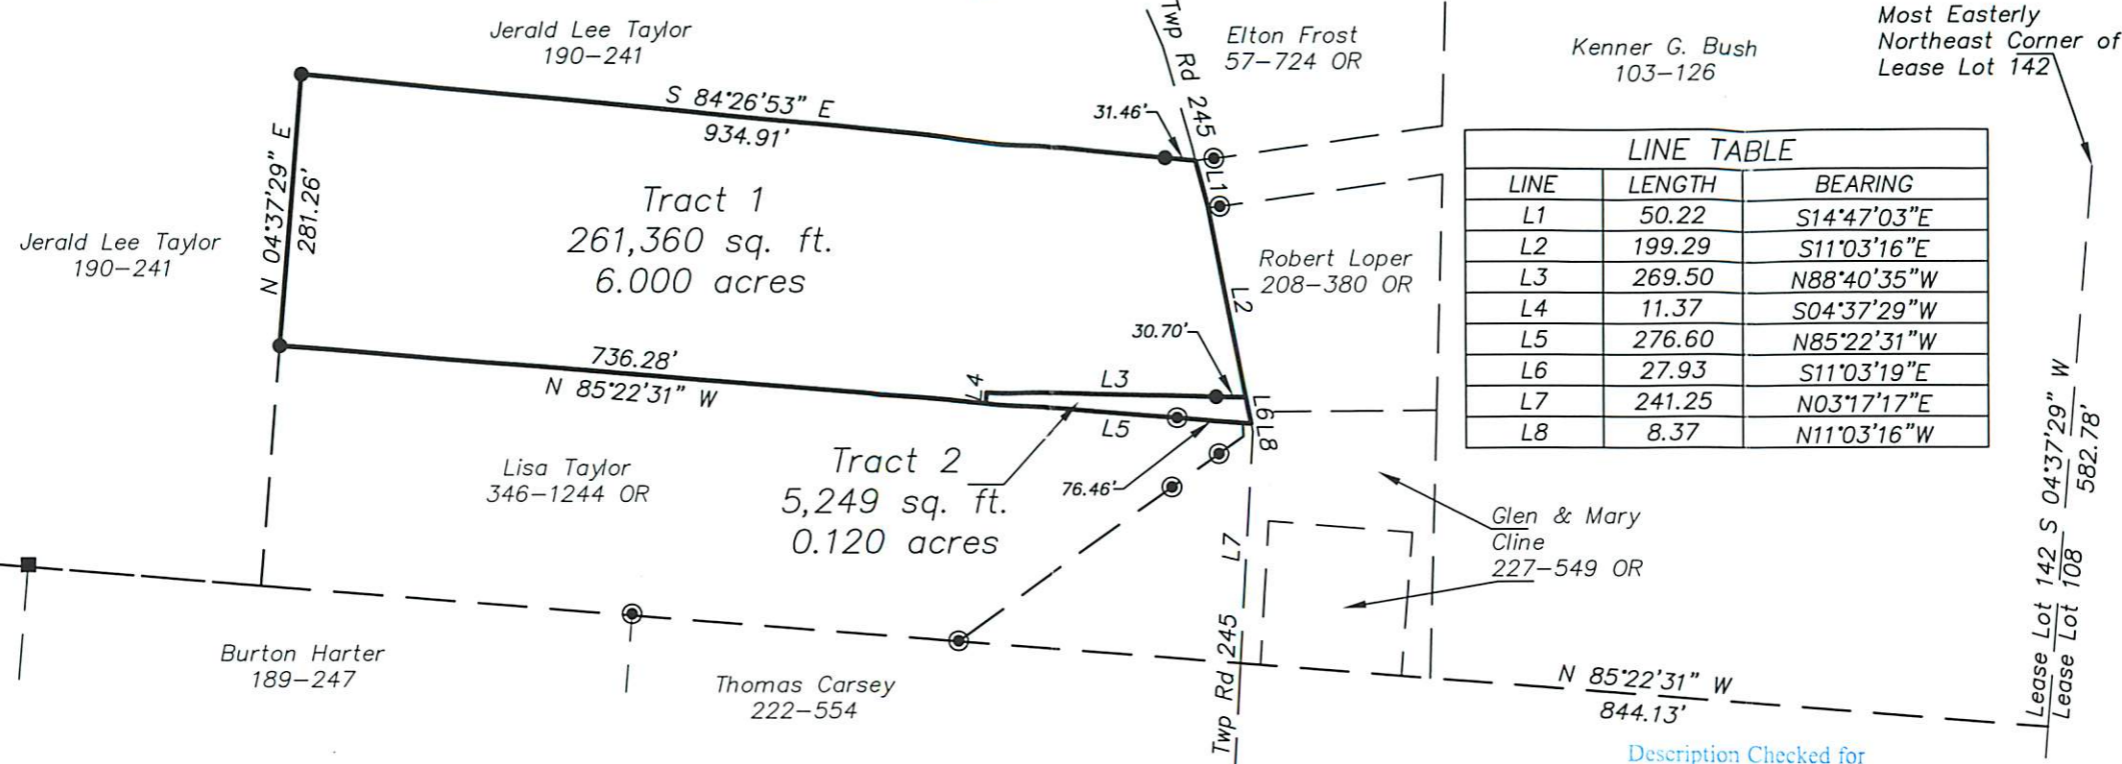 Jerald Lee Taylor
190-241
Twp Rd 245
Elton Frost
57-724 OR
Kenner G. Bush
103-126
Most Easterly
Northeast Corner of
Lease Lot 142
S 84°26'53" E
934.91'
31.46'
L1
N 04°37'29" E
281.26'
Jerald Lee Taylor
190-241
Tract 1
261,360 sq. ft.
6.000 acres
Robert Loper
208-380 OR
L2
LINE TABLE
LINE LENGTH BEARING
L1 50.22 S14°47'03"E
L2 199.29 S11°03'16"E
L3 269.50 N88°40'35"W
L4 11.37 S04°37'29"W
L5 276.60 N85°22'31"W
L6 27.93 S11°03'19"E
L7 241.25 N03°17'17"E
L8 8.37 N11°03'16"W
30.70'
736.28'
N 85°22'31" W
L4
L3
L6
L5
L8
Lisa Taylor
346-1244 OR
Tract 2
5,249 sq. ft.
0.120 acres
76.46'
L7
Glen & Mary
Cline
227-549 OR
Lease Lot 142 S 04°37'29" W
Lease Lot 108 582.78'
Burton Harter
189-247
Thomas Carsey
222-554
Twp Rd 245
N 85°22'31" W
844.13'
Description Checked for